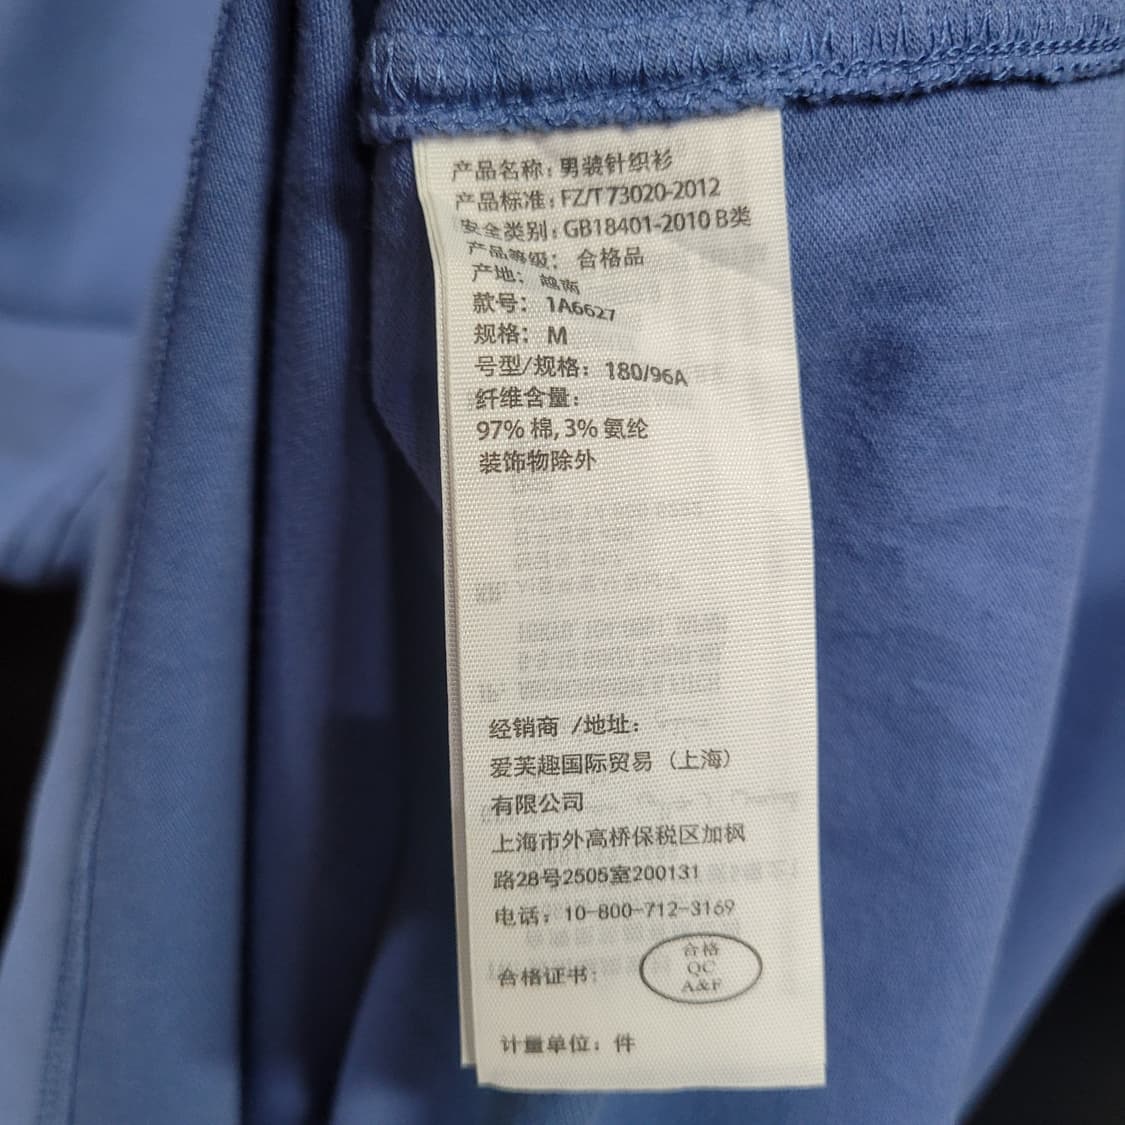 产品名称：男装针织衫
产品标准：FZ/T 73020-2012
安全类别：GB18401-2010 B类
产品等级： 合格品
产地： 越南
款号： 1A6627
规格： M
号型/规格： 180/96A
纤维含量：
97% 棉, 3% 氨纶
装饰物除外
经销商 /地址：
爱芙趣国际贸易（上海）
有限公司
上海市外高桥保税区加枫
路28号2505室200131
电话：10-800-712-3169
合格证书：
合格
QC
A&F
计量单位：件